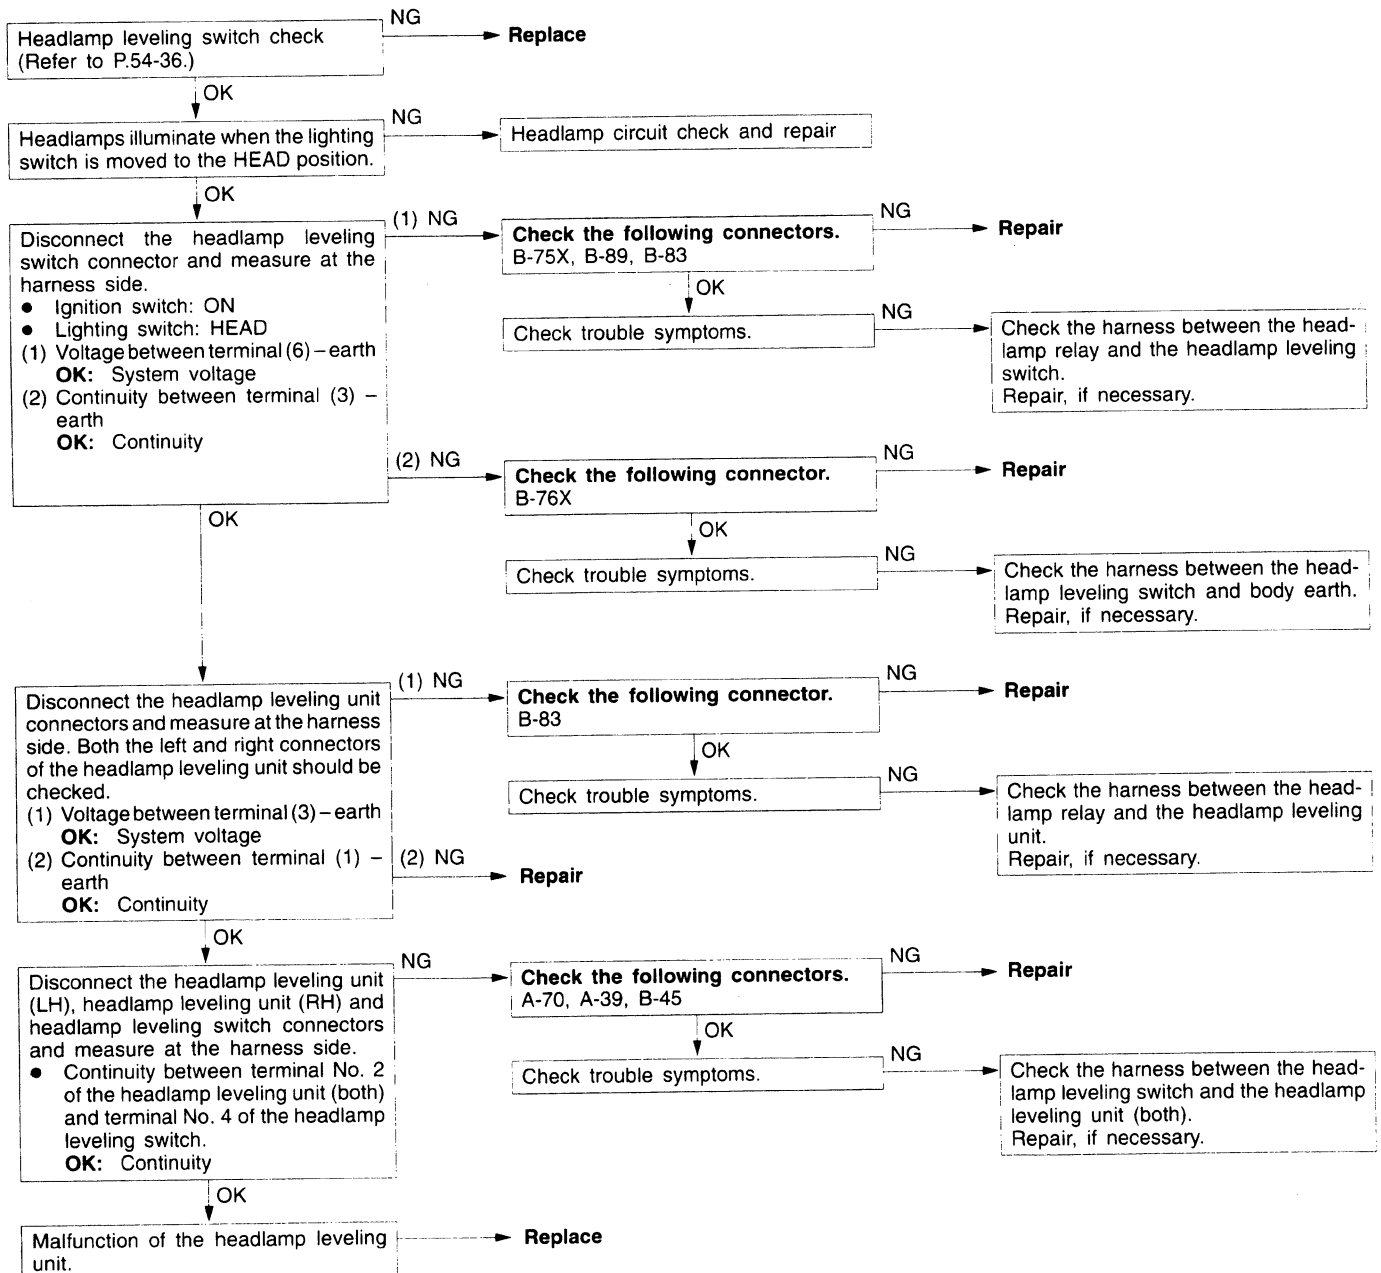 NG
Headlamp leveling switch check
(Refer to P.54-36.)
Replace
OK
NG
Headlamps illuminate when the lighting
switch is moved to the HEAD position.
Headlamp circuit check and repair
OK
(1) NG
Disconnect the headlamp leveling
switch connector and measure at the
harness side.
● Ignition switch: ON
● Lighting switch: HEAD
(1) Voltage between terminal (6) – earth
OK: System voltage
(2) Continuity between terminal (3) –
earth
OK: Continuity
Check the following connectors.
B-75X, B-89, B-83
NG
Repair
OK
Check trouble symptoms.
NG
Check the harness between the head-
lamp relay and the headlamp leveling
switch.
Repair, if necessary.
(2) NG
Check the following connector.
B-76X
NG
Repair
OK
Check trouble symptoms.
NG
Check the harness between the head-
lamp leveling switch and body earth.
Repair, if necessary.
OK
Disconnect the headlamp leveling unit
connectors and measure at the harness
side. Both the left and right connectors
of the headlamp leveling unit should be
checked.
(1) Voltage between terminal (3) – earth
OK: System voltage
(2) Continuity between terminal (1) –
earth
OK: Continuity
(1) NG
Check the following connector.
B-83
NG
Repair
OK
Check trouble symptoms.
NG
Check the harness between the head-
lamp relay and the headlamp leveling
unit.
Repair, if necessary.
(2) NG
Repair
OK
Disconnect the headlamp leveling unit
(LH), headlamp leveling unit (RH) and
headlamp leveling switch connectors
and measure at the harness side.
● Continuity between terminal No. 2
of the headlamp leveling unit (both)
and terminal No. 4 of the headlamp
leveling switch.
OK: Continuity
NG
Check the following connectors.
A-70, A-39, B-45
NG
Repair
OK
Check trouble symptoms.
NG
Check the harness between the head-
lamp leveling switch and the headlamp
leveling unit (both).
Repair, if necessary.
OK
Malfunction of the headlamp leveling
unit.
Replace